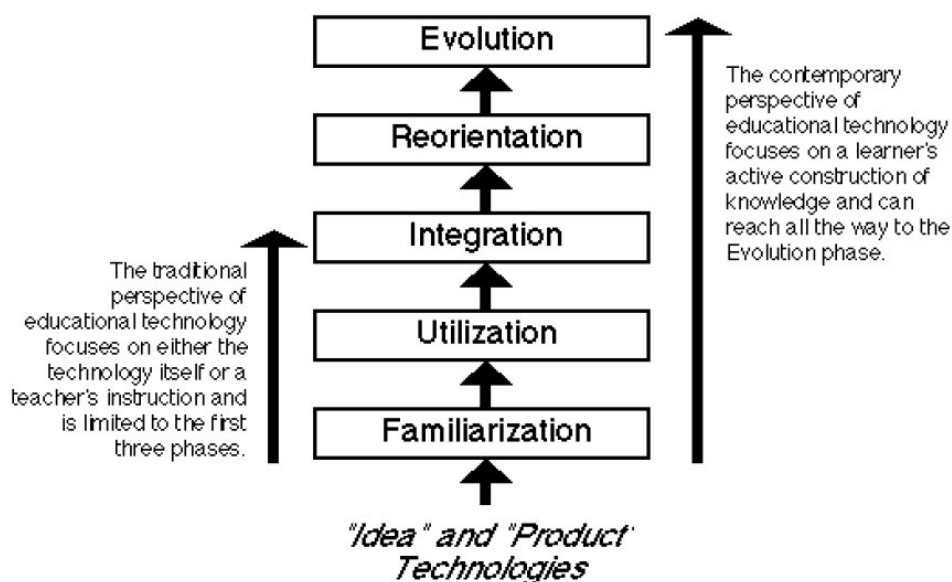 Evolution
Reorientation
Integration
Utilization
Familiarization
"Idea" and "Product"
Technologies
The traditional
perspective of
educational technology
focuses on either the
technology itself or a
teacher's instruction and
is limited to the first
three phases.
The contemporary
perspective of
educational technology
focuses on a learner's
active construction of
knowledge and can
reach all the way to the
Evolution phase.